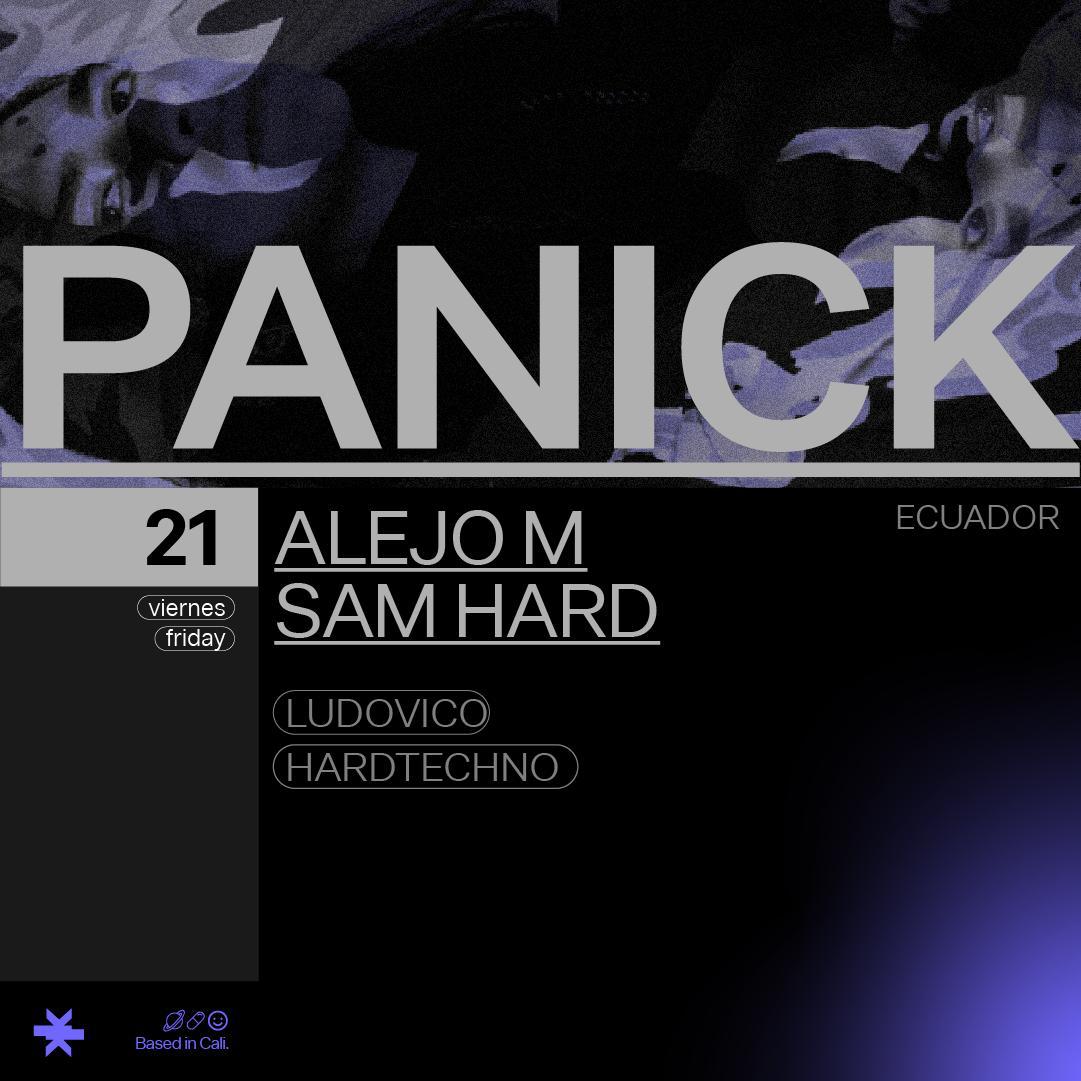 PANICK
21
viernes
friday
ALEJO M
SAM HARD
ECUADOR
LUDOVICO
HARDTECHNO
Based in Cali.